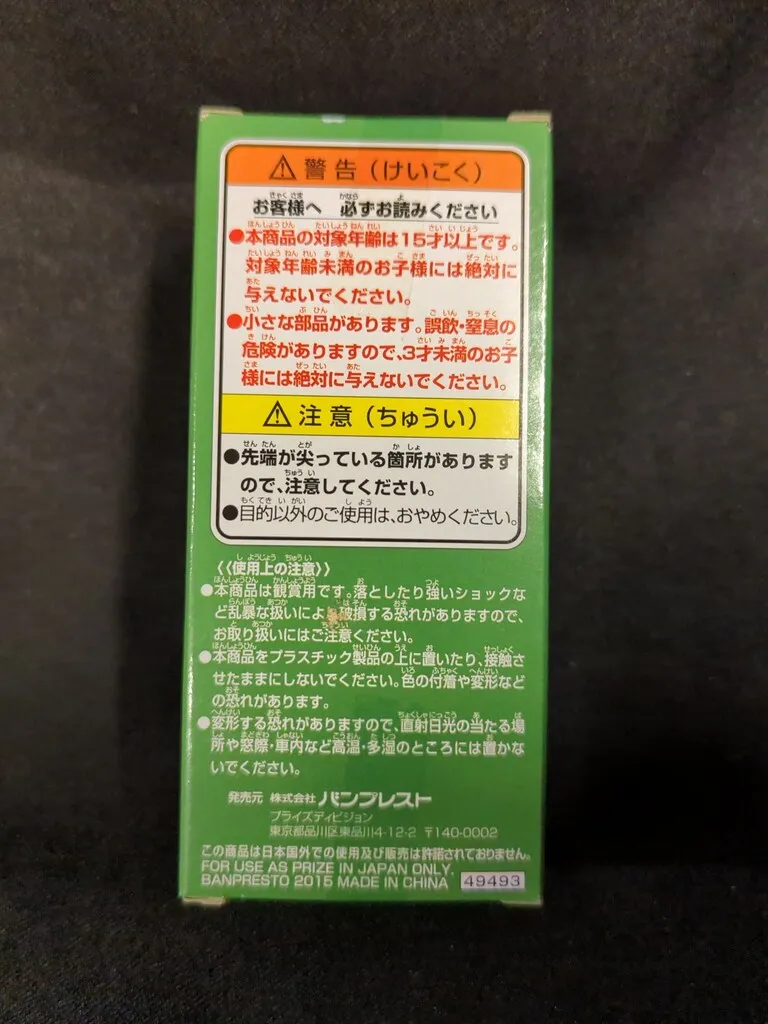 ⚠警告(けいこく)
お客様へ 必ずお読みください
●本商品の対象年齢は15才以上です。
対象年齢未満のお子様には絶対に
与えないでください。
●小さな部品があります。誤飲・窒息の
危険がありますので、3才未満のお子
様には絶対に与えないでください。
⚠注意(ちゅうい)
●先端が尖っている箇所があります
ので、注意してください。
●目的以外のご使用は、おやめください。
《使用上の注意》
●本商品は観賞用です。落としたり強いショックな
ど乱暴な扱いにより破損する恐れがありますので、
お取り扱いにはご注意ください。
●本商品をプラスチック製品の上に置いたり、接触さ
せたままにしないでください。色の付着や変形など
の恐れがあります。
●変形する恐れがありますので、直射日光の当たる場
所や窓際・車内など高温・多湿のところには置かな
いでください。
発売元 株式会社 バンプレスト
プライズディビジョン
東京都品川区東品川4-12-2 〒140-0002
この商品は日本国外での使用及び販売は許諾されておりません。
FOR USE AS PRIZE IN JAPAN ONLY.
BANPRESTO 2015 MADE IN CHINA 49493